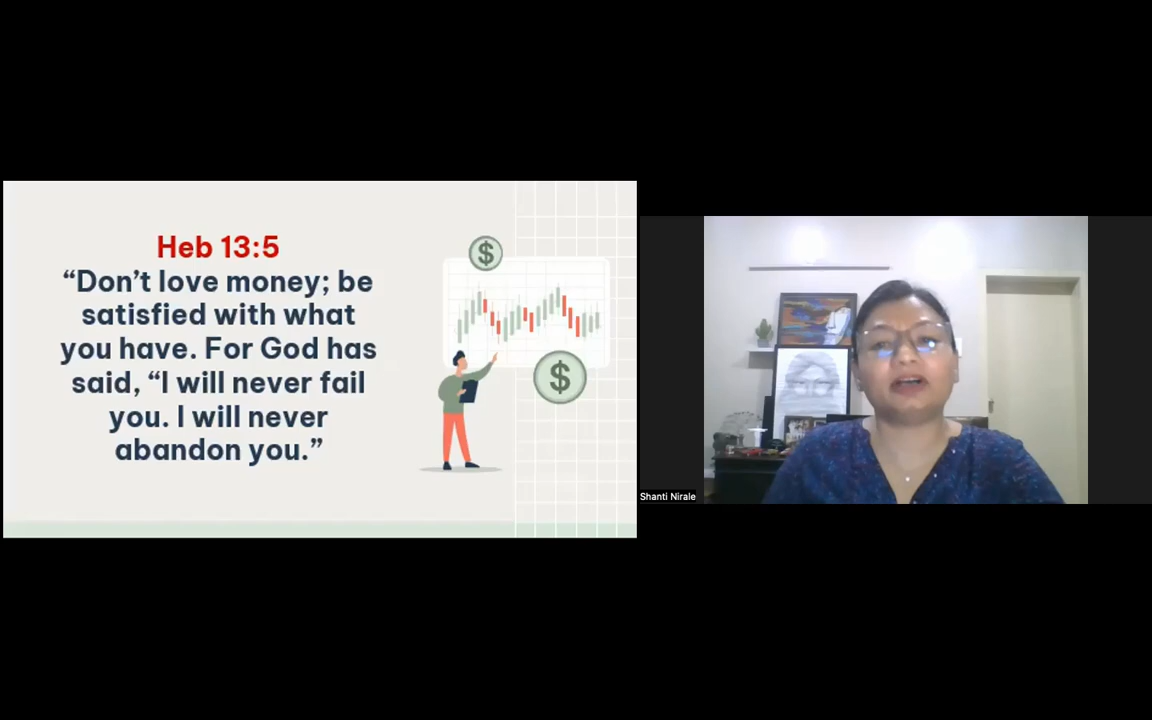 Heb 13:5
“Don’t love money; be
satisfied with what
you have. For God has
said, “I will never fail
you. I will never
abandon you.”
$
$
Shanti Nirale